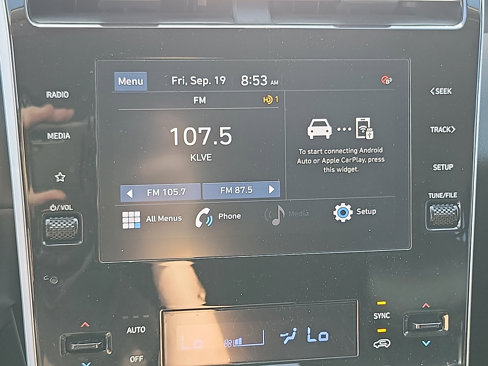 Menu Fri, Sep. 19 8:53 AM
RADIO
MEDIA
FM 1
107.5
KLVE
FM 105.7 FM 87.5
To start connecting Android
Auto or Apple CarPlay, press
this widget.
All Menus Phone Media Setup
SEEK
TRACK
SETUP
TUNE/FILE
/VOL
AUTO
OFF
Lo Lo
SYNC